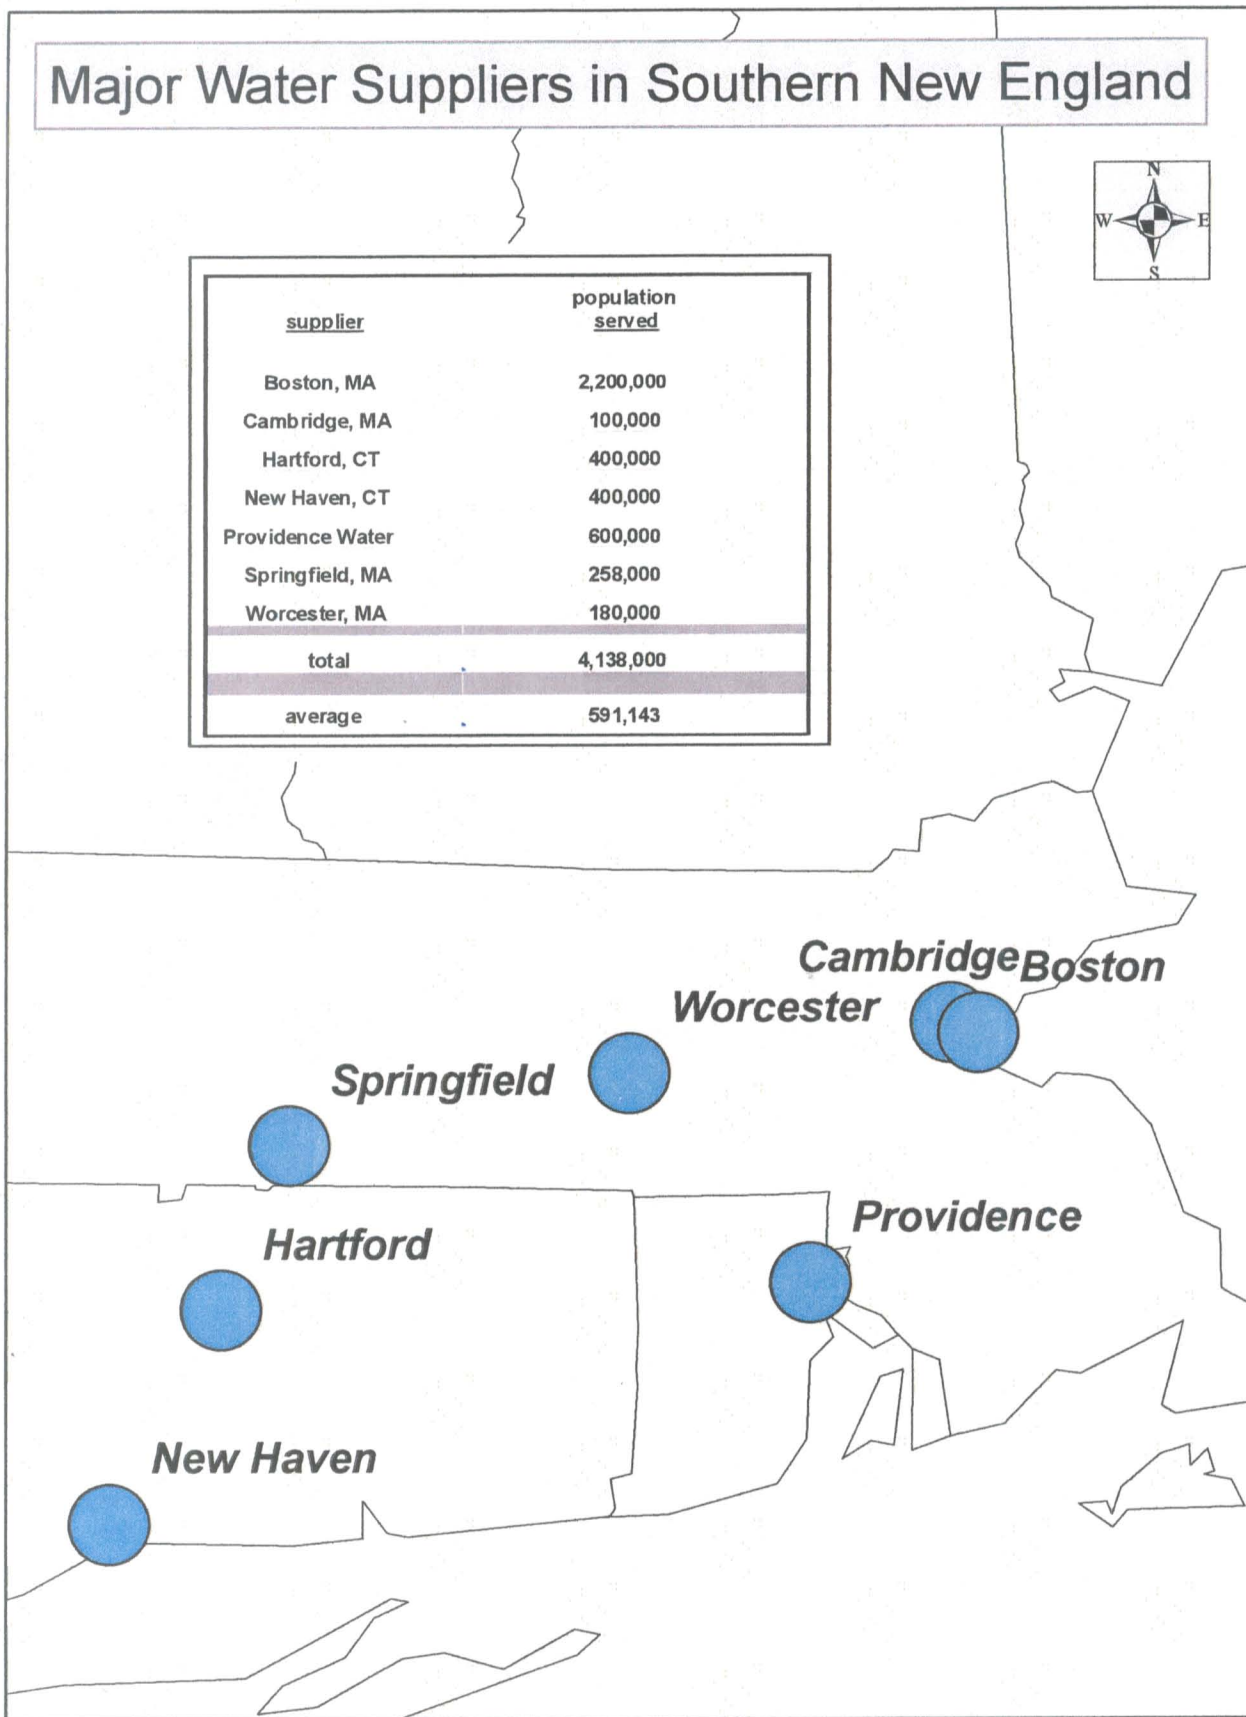 Major Water Suppliers in Southern New England
N
W E
S
population
supplier served
Boston, MA 2,200,000
Cambridge, MA 100,000
Hartford, CT 400,000
New Haven, CT 400,000
Providence Water 600,000
Springfield, MA 258,000
Worcester, MA 180,000
total 4,138,000
average 591,143
Cambridge Boston
Worcester
Springfield
Providence
Hartford
New Haven